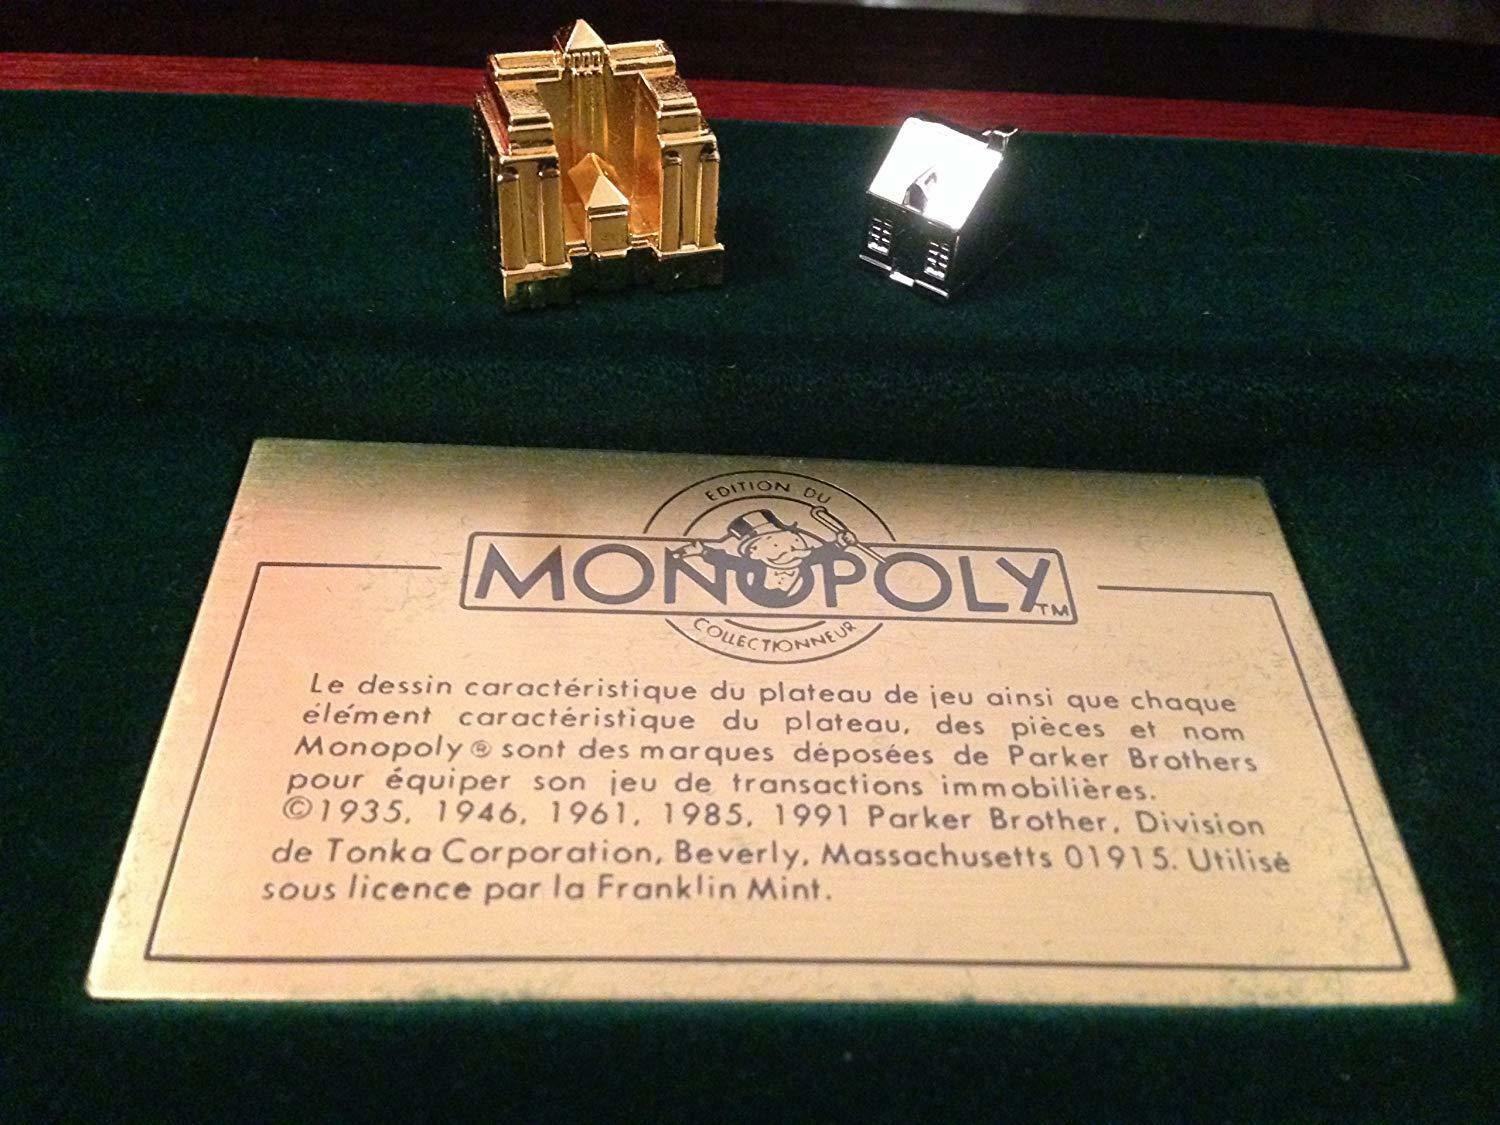 EDITION DU
MONOPOLY™
COLLECTIONNEUR
Le dessin caractéristique du plateau de jeu ainsi que chaque
élément caractéristique du plateau, des pièces et nom
Monopoly® sont des marques déposées de Parker Brothers
pour équiper son jeu de transactions immobilières.
©1935, 1946, 1961, 1985, 1991 Parker Brother, Division
de Tonka Corporation, Beverly, Massachusetts 01915. Utilisé
sous licence par la Franklin Mint.